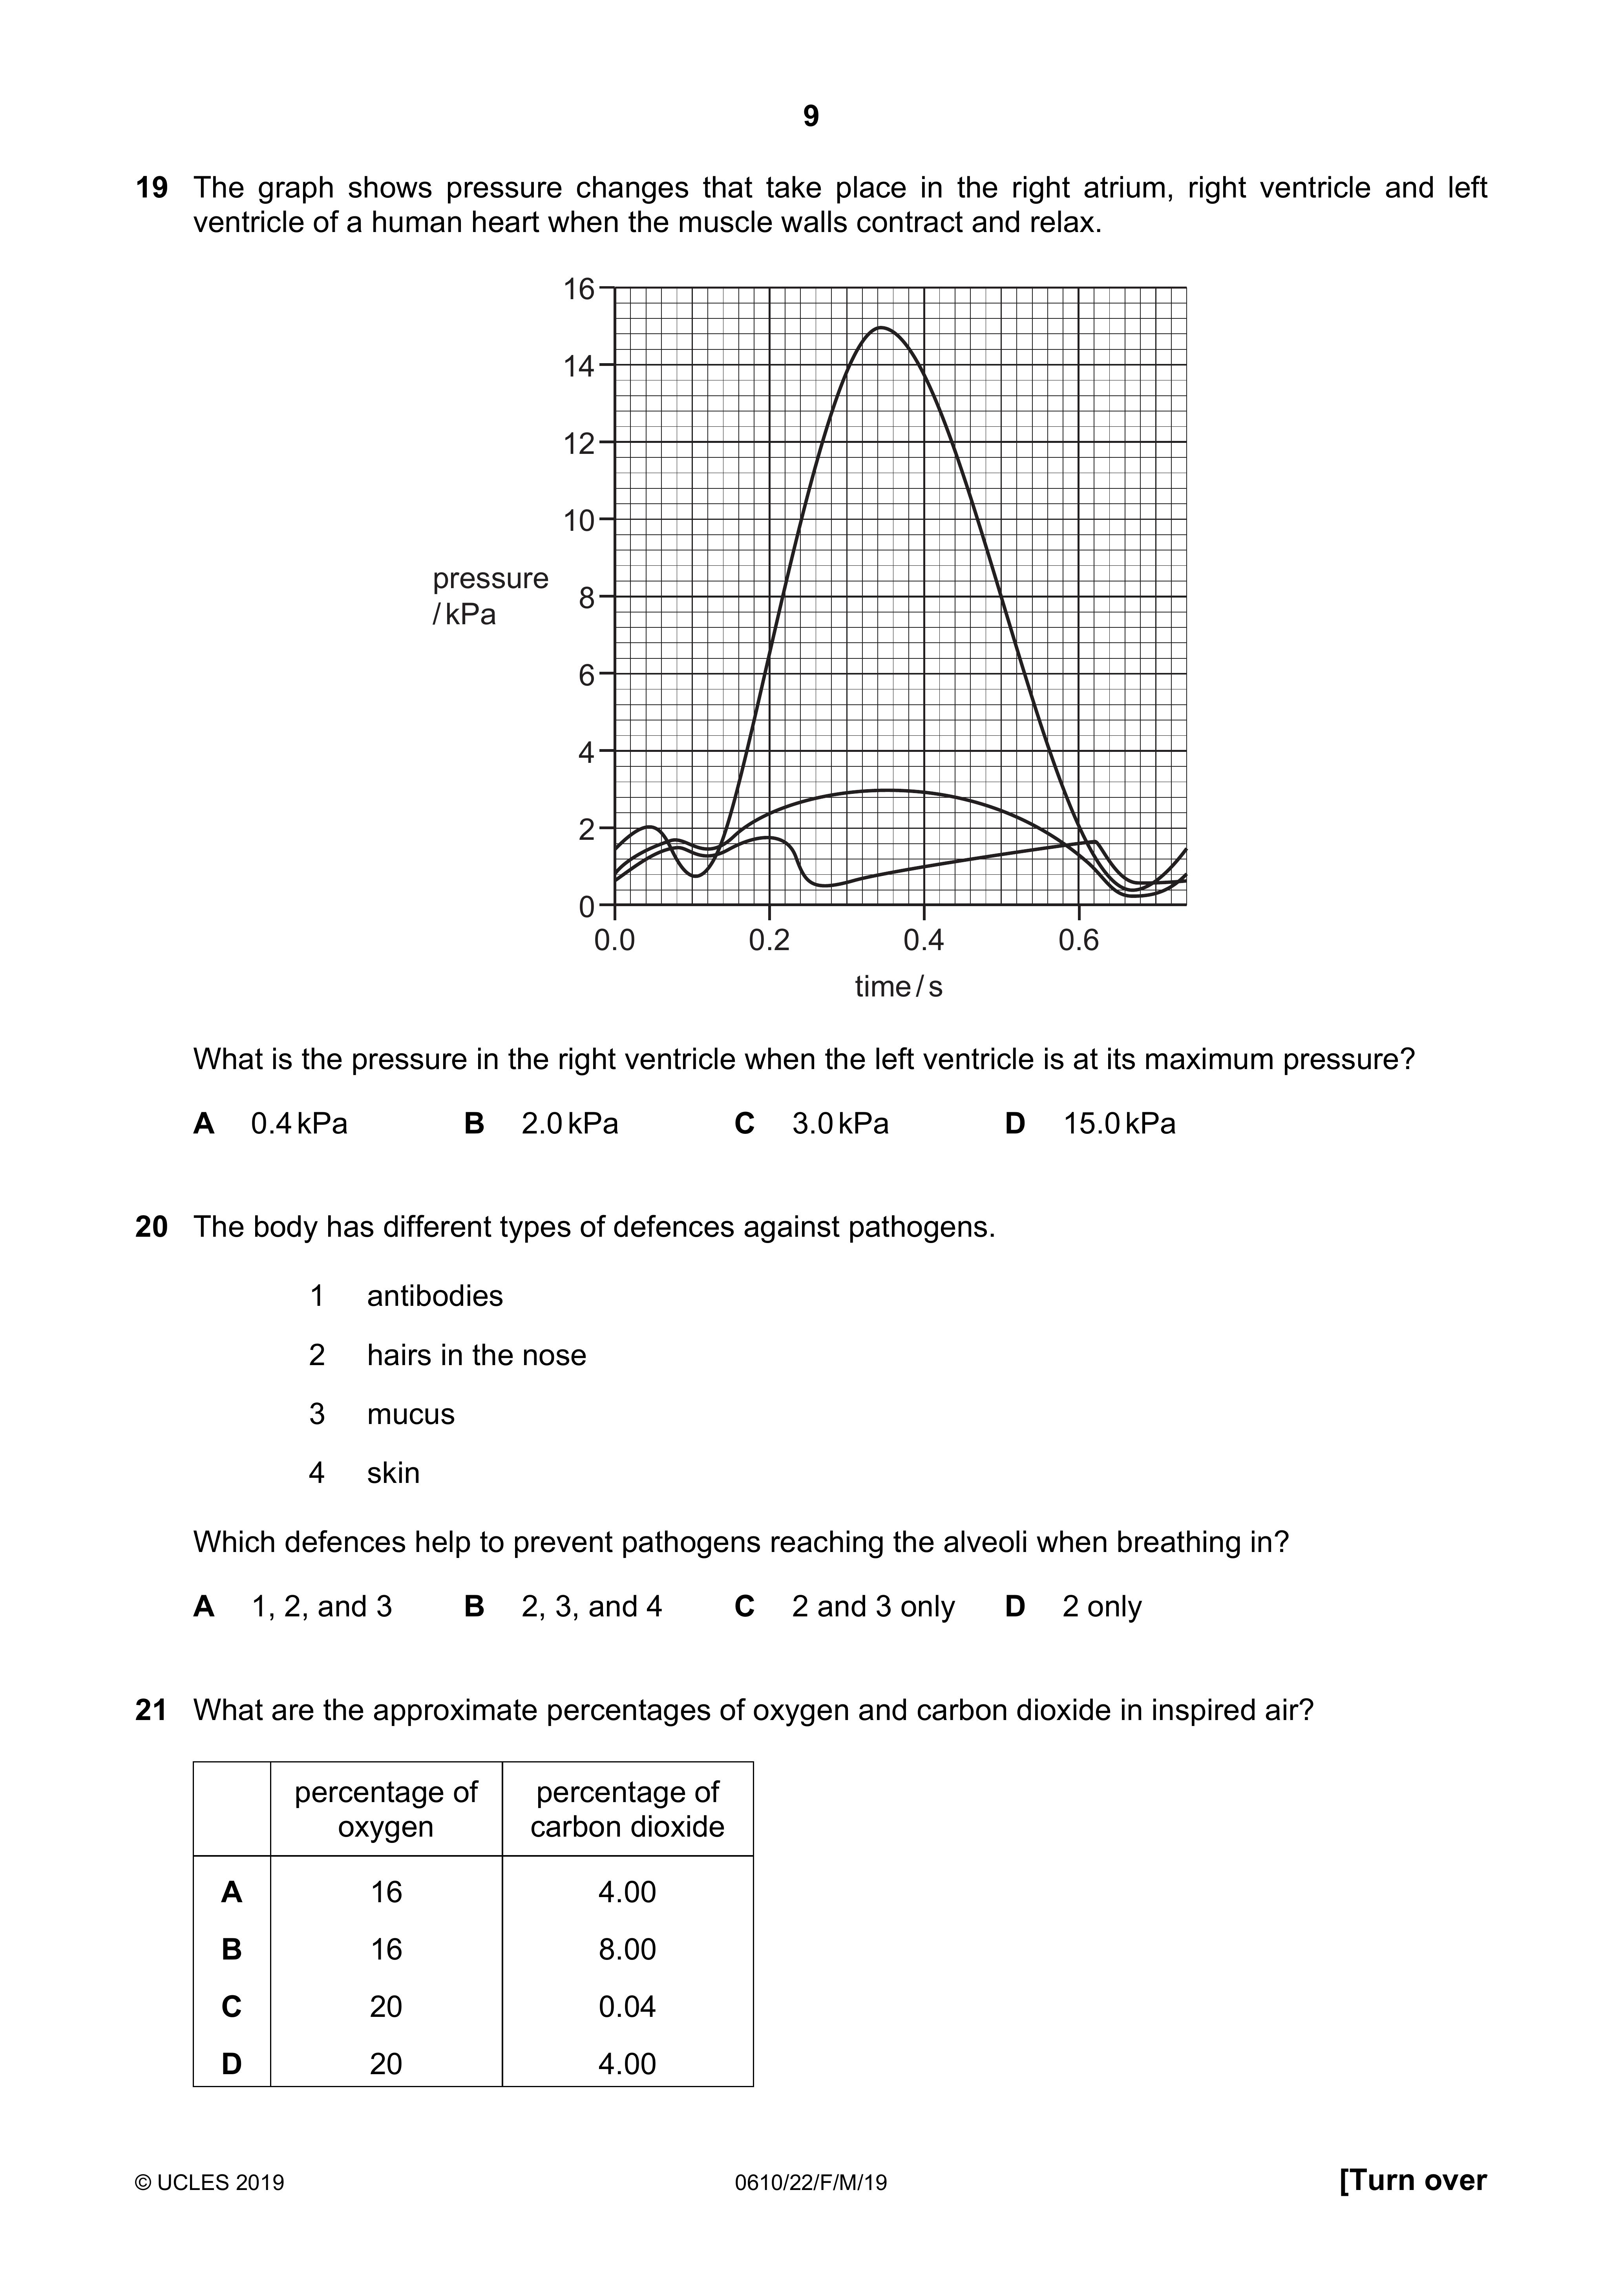 9
19 The graph shows pressure changes that take place in the right atrium, right ventricle and left
ventricle of a human heart when the muscle walls contract and relax.
16
14
12
10
pressure
/ kPa
8
6
4
2
0
0.0 0.2 0.4 0.6
time / s
What is the pressure in the right ventricle when the left ventricle is at its maximum pressure?
A 0.4 kPa B 2.0 kPa C 3.0 kPa D 15.0 kPa
20 The body has different types of defences against pathogens.
1 antibodies
2 hairs in the nose
3 mucus
4 skin
Which defences help to prevent pathogens reaching the alveoli when breathing in?
A 1, 2, and 3 B 2, 3, and 4 C 2 and 3 only D 2 only
21 What are the approximate percentages of oxygen and carbon dioxide in inspired air?
percentage of percentage of
oxygen carbon dioxide
A 16 4.00
B 16 8.00
C 20 0.04
D 20 4.00
© UCLES 2019 0610/22/F/M/19 [Turn over